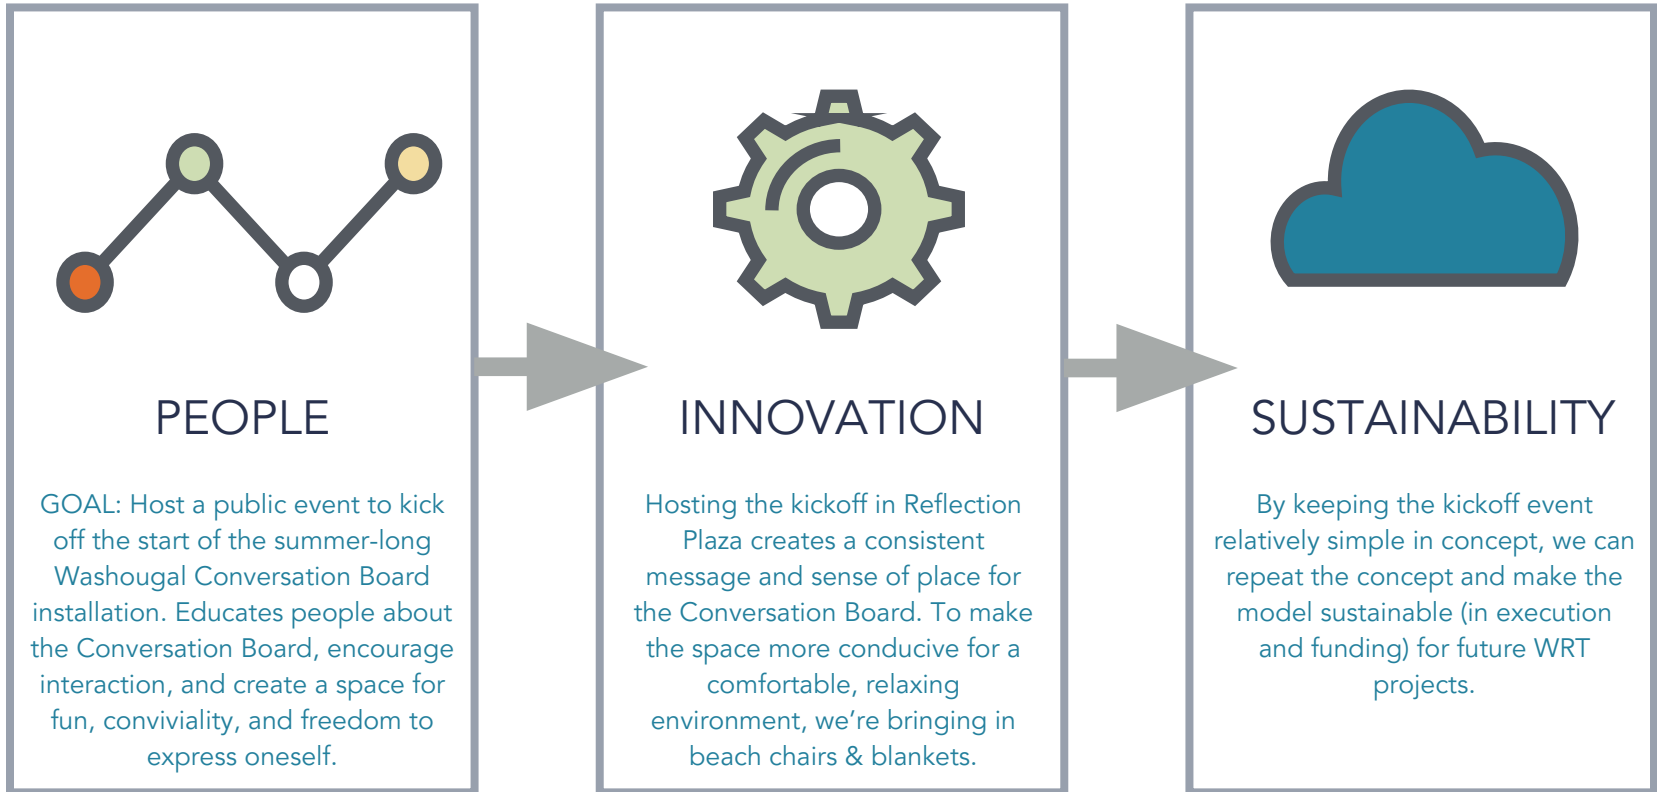 PEOPLE
GOAL: Host a public event to kick
off the start of the summer-long
Washougal Conversation Board
installation. Educates people about
the Conversation Board, encourage
interaction, and create a space for
fun, conviviality, and freedom to
express oneself.
INNOVATION
Hosting the kickoff in Reflection
Plaza creates a consistent
message and sense of place for
the Conversation Board. To make
the space more conducive for a
comfortable, relaxing
environment, we’re bringing in
beach chairs & blankets.
SUSTAINABILITY
By keeping the kickoff event
relatively simple in concept, we can
repeat the concept and make the
model sustainable (in execution
and funding) for future WRT
projects.